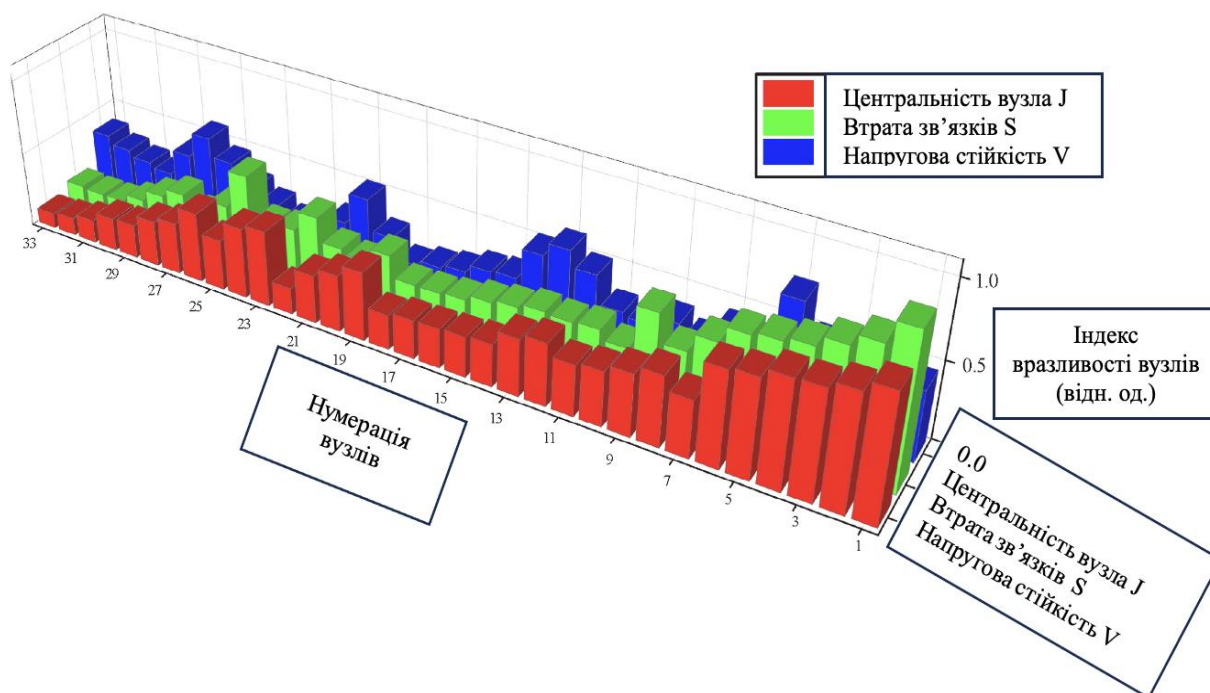 Центральність вузла J
Втрата зв’язків S
Напругова стійкість V
1.0
0.5
0.0
Індекс
вразливості вузлів
(відн. од.)
Центральність вузла J
Втрата зв’язків S
Напругова стійкість V
33
31
29
27
25
23
21
19
17
15
13
11
9
7
5
3
1
Нумерація
вузлів